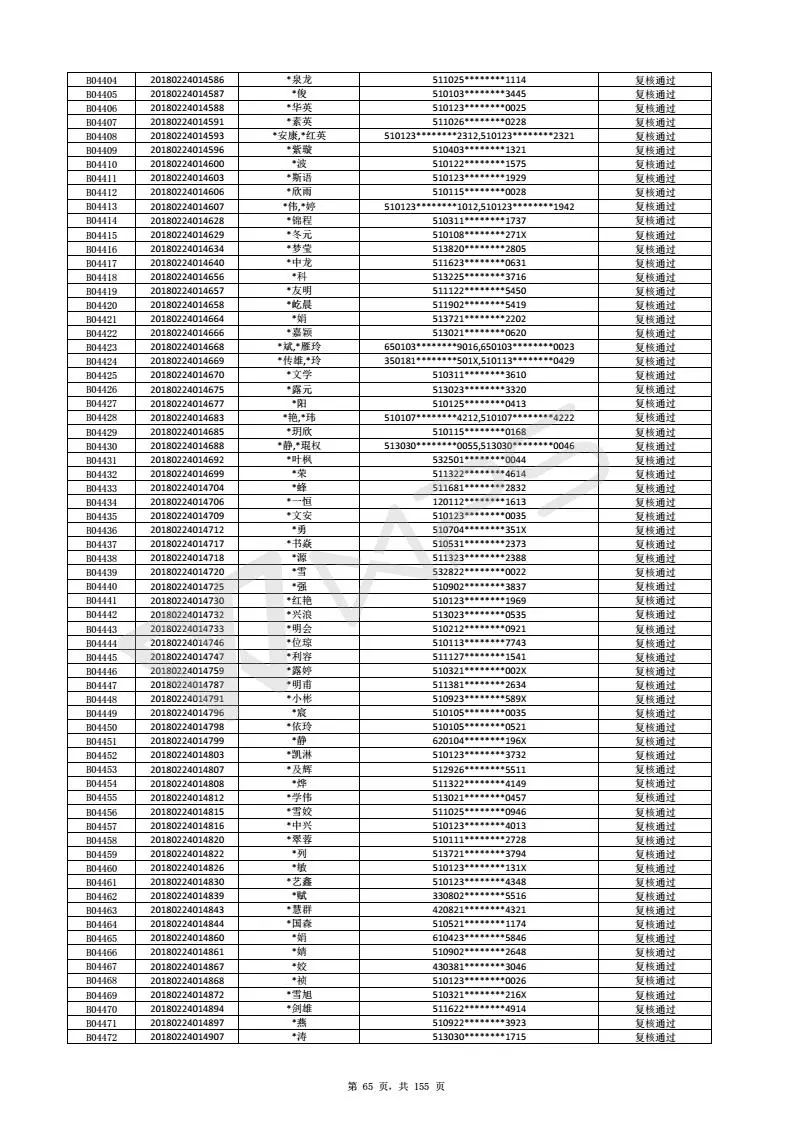 B04404 20180224014586 *泉龙 511025********1114 复核通过
B04405 20180224014587 *俊 510103********3445 复核通过
B04406 20180224014588 *华英 510123********0025 复核通过
B04407 20180224014591 *素英 511026********0228 复核通过
B04408 20180224014593 *安康,*红英 510123********2312,510123********2321 复核通过
B04409 20180224014596 *紫璇 510403********1321 复核通过
B04410 20180224014600 *波 510122********1575 复核通过
B04411 20180224014603 *斯语 510123********1929 复核通过
B04412 20180224014606 *欣雨 510115********0028 复核通过
B04413 20180224014607 *伟,*婷 510123********1012,510123********1942 复核通过
B04414 20180224014628 *锦程 510311********1737 复核通过
B04415 20180224014629 *冬元 510108********271X 复核通过
B04416 20180224014634 *梦莹 513820********2805 复核通过
B04417 20180224014640 *中龙 511623********0631 复核通过
B04418 20180224014656 *科 513225********3716 复核通过
B04419 20180224014657 *友明 511122********5450 复核通过
B04420 20180224014658 *屹晨 511902********5419 复核通过
B04421 20180224014664 *娟 513721********2202 复核通过
B04422 20180224014666 *嘉颖 513021********0620 复核通过
B04423 20180224014668 *斌,*雁玲 650103********9016,650103********0023 复核通过
B04424 20180224014669 *传雄,*玲 350181********501X,510113********0429 复核通过
B04425 20180224014670 *文学 510311********3610 复核通过
B04426 20180224014675 *露元 513023********3320 复核通过
B04427 20180224014677 *阳 510125********0413 复核通过
B04428 20180224014683 *艳,*玮 510107********4212,510107********4222 复核通过
B04429 20180224014685 *玥欣 510115********0168 复核通过
B04430 20180224014688 *静,*琨权 513030********0055,513030********0046 复核通过
B04431 20180224014692 *叶枫 532501********0044 复核通过
B04432 20180224014699 *荣 511322********4614 复核通过
B04433 20180224014704 *蜂 511681********2832 复核通过
B04434 20180224014706 *一恒 120112********1613 复核通过
B04435 20180224014709 *文安 510123********0035 复核通过
B04436 20180224014712 *勇 510704********351X 复核通过
B04437 20180224014717 *书焱 510531********2373 复核通过
B04438 20180224014718 *源 511323********2388 复核通过
B04439 20180224014720 *雪 532822********0022 复核通过
B04440 20180224014725 *强 510902********3837 复核通过
B04441 20180224014730 *红艳 510123********1969 复核通过
B04442 20180224014732 *兴浪 513023********0535 复核通过
B04443 20180224014733 *明会 510212********0921 复核通过
B04444 20180224014746 *位琼 510113********7743 复核通过
B04445 20180224014747 *利容 511127********1541 复核通过
B04446 20180224014759 *露婷 510321********002X 复核通过
B04447 20180224014787 *明甫 511381********2634 复核通过
B04448 20180224014791 *小彬 510923********589X 复核通过
B04449 20180224014796 *宸 510105********0035 复核通过
B04450 20180224014798 *依玲 510105********0521 复核通过
B04451 20180224014799 *静 620104********196X 复核通过
B04452 20180224014803 *凯淋 510123********3732 复核通过
B04453 20180224014807 *及辉 512926********5511 复核通过
B04454 20180224014808 *烨 511322********4149 复核通过
B04455 20180224014812 *学伟 513021********0457 复核通过
B04456 20180224014815 *雪姣 511025********0946 复核通过
B04457 20180224014816 *中兴 510123********4013 复核通过
B04458 20180224014820 *翠蓉 510111********2728 复核通过
B04459 20180224014822 *列 513721********3794 复核通过
B04460 20180224014826 *敏 510123********131X 复核通过
B04461 20180224014830 *艺鑫 510123********4348 复核通过
B04462 20180224014839 *赋 330802********5516 复核通过
B04463 20180224014843 *慧群 420821********4321 复核通过
B04464 20180224014844 *国森 510521********1174 复核通过
B04465 20180224014860 *娟 610423********5846 复核通过
B04466 20180224014861 *婧 510902********2648 复核通过
B04467 20180224014867 *姣 430381********3046 复核通过
B04468 20180224014868 *祯 510123********0026 复核通过
B04469 20180224014872 *雪旭 510321********216X 复核通过
B04470 20180224014894 *剑雄 511622********4914 复核通过
B04471 20180224014897 *燕 510922********3923 复核通过
B04472 20180224014907 *涛 513030********1715 复核通过
WPS
第 65 页，共 155 页